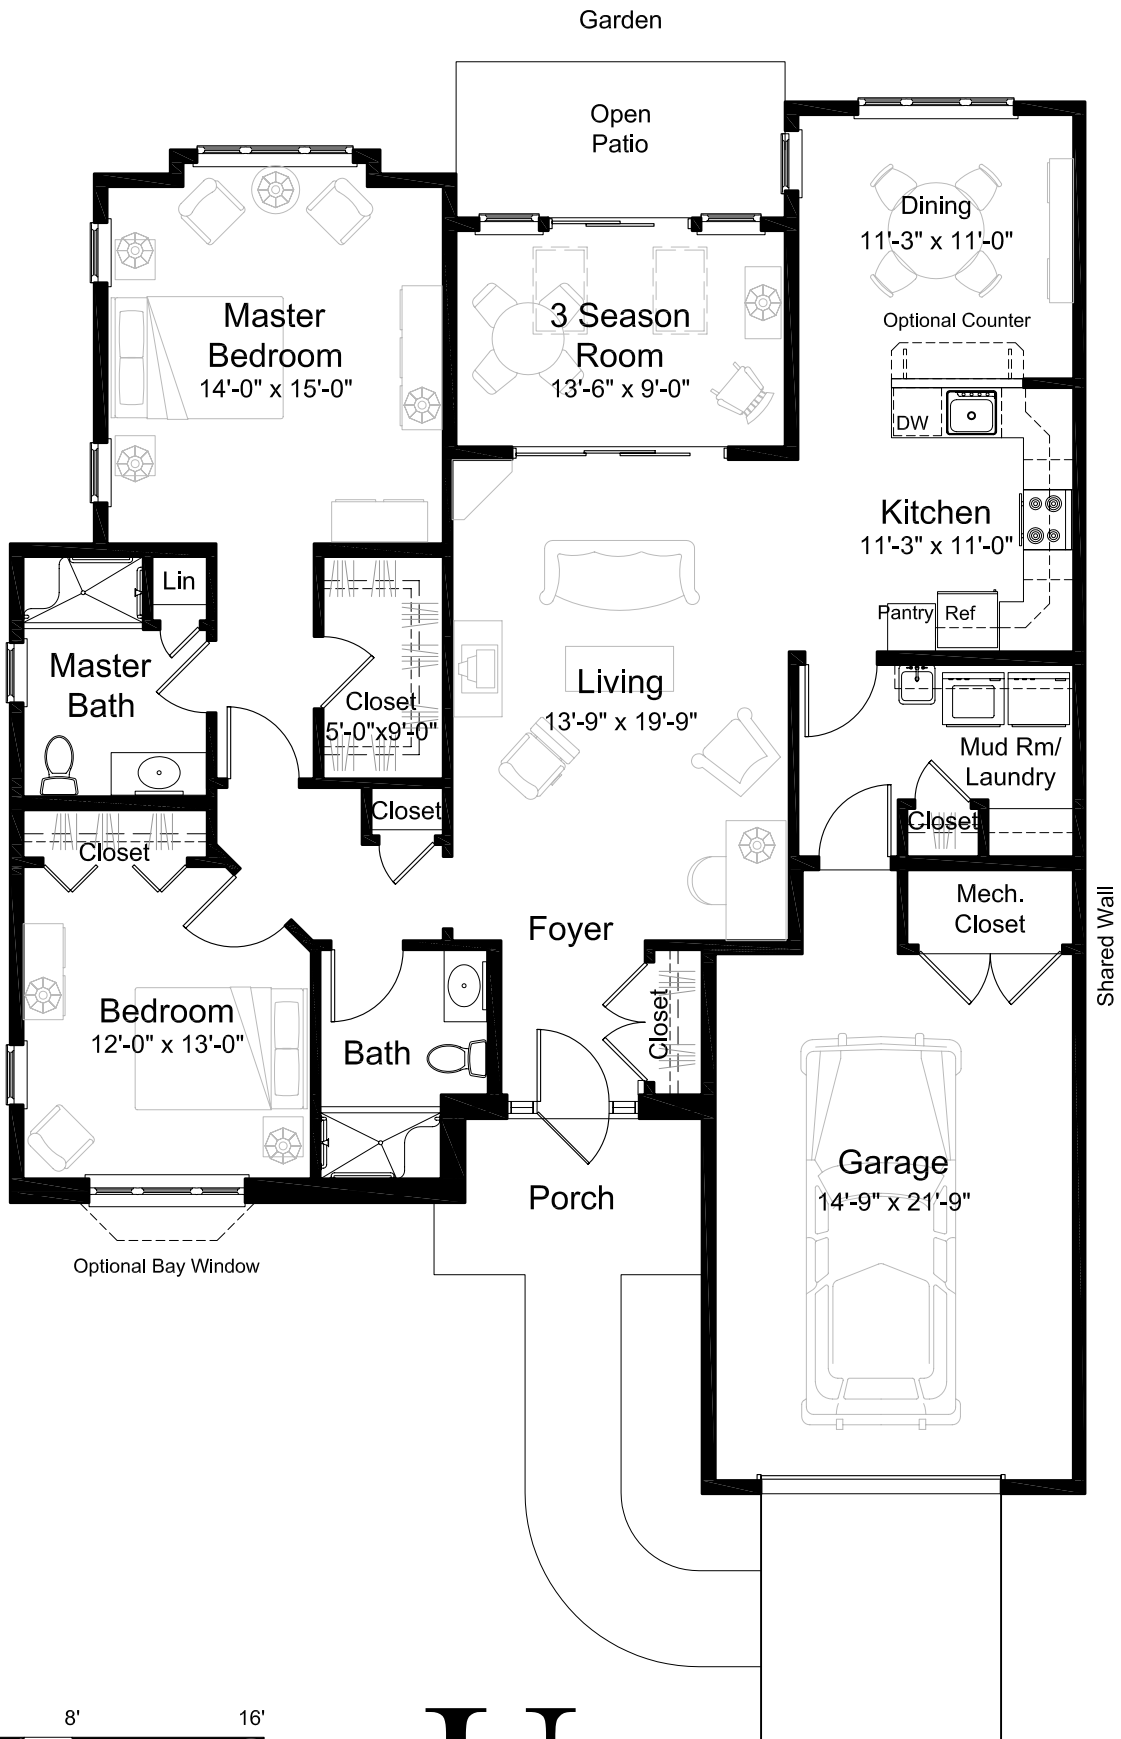 Garden
Open
Patio
Dining
11'-3" x 11'-0"
Optional Counter
Master
Bedroom
14'-0" x 15'-0"
3 Season
Room
13'-6" x 9'-0"
DW
Kitchen
11'-3" x 11'-0"
Pantry
Ref
Lin
Master
Bath
Closet
5'-0"x9'-0"
Living
13'-9" x 19'-9"
Mud Rm/
Laundry
Closet
Closet
Closet
Mech.
Closet
Shared Wall
Foyer
Closet
Bedroom
12'-0" x 13'-0"
Bath
Garage
14'-9" x 21'-9"
Porch
Optional Bay Window
8'
16'